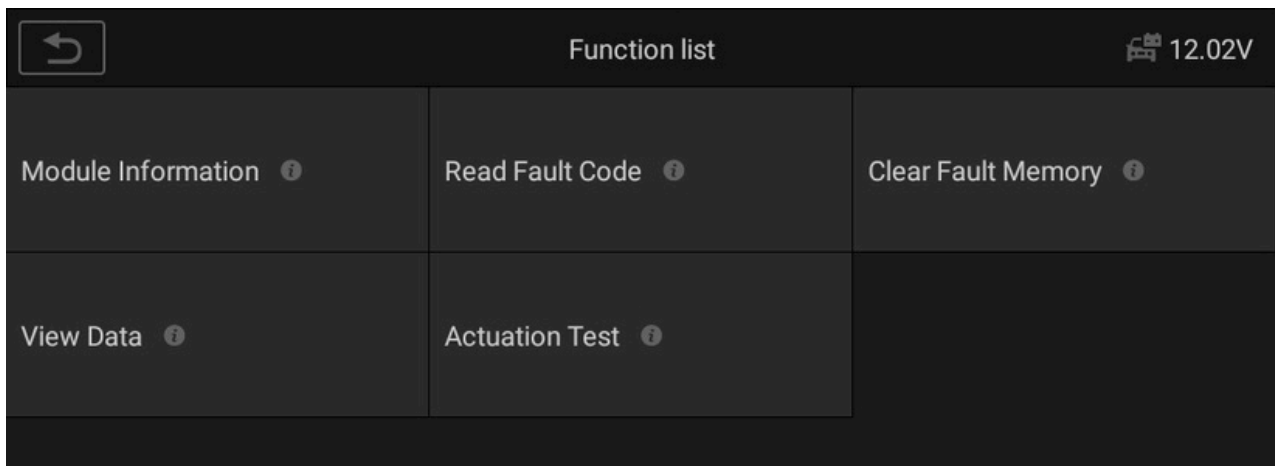 Function list
12.02V
Module Information
Read Fault Code
Clear Fault Memory
View Data
Actuation Test